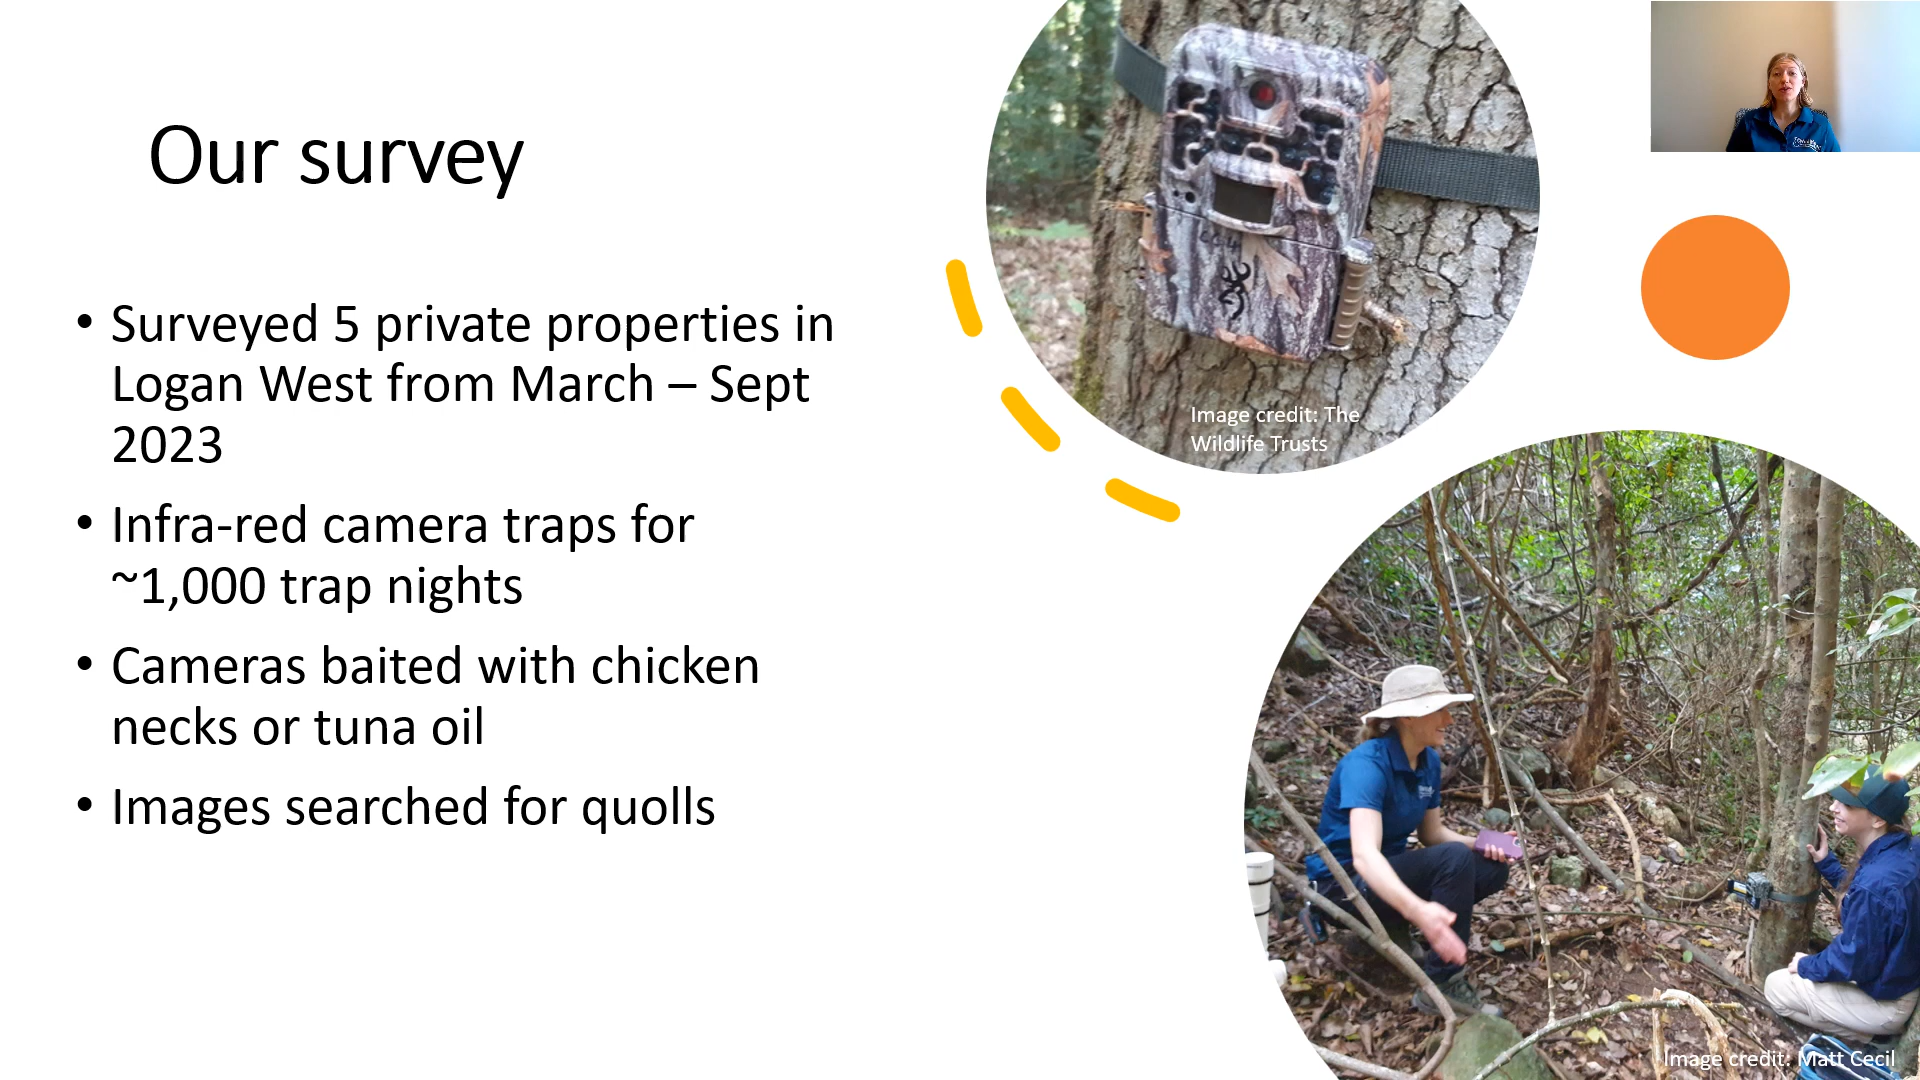 Our survey
• Surveyed 5 private properties in
Logan West from March – Sept
2023
• Infra-red camera traps for
~1,000 trap nights
• Cameras baited with chicken
necks or tuna oil
• Images searched for quolls
Image credit: The
Wildlife Trusts
Image credit: Matt Cecil